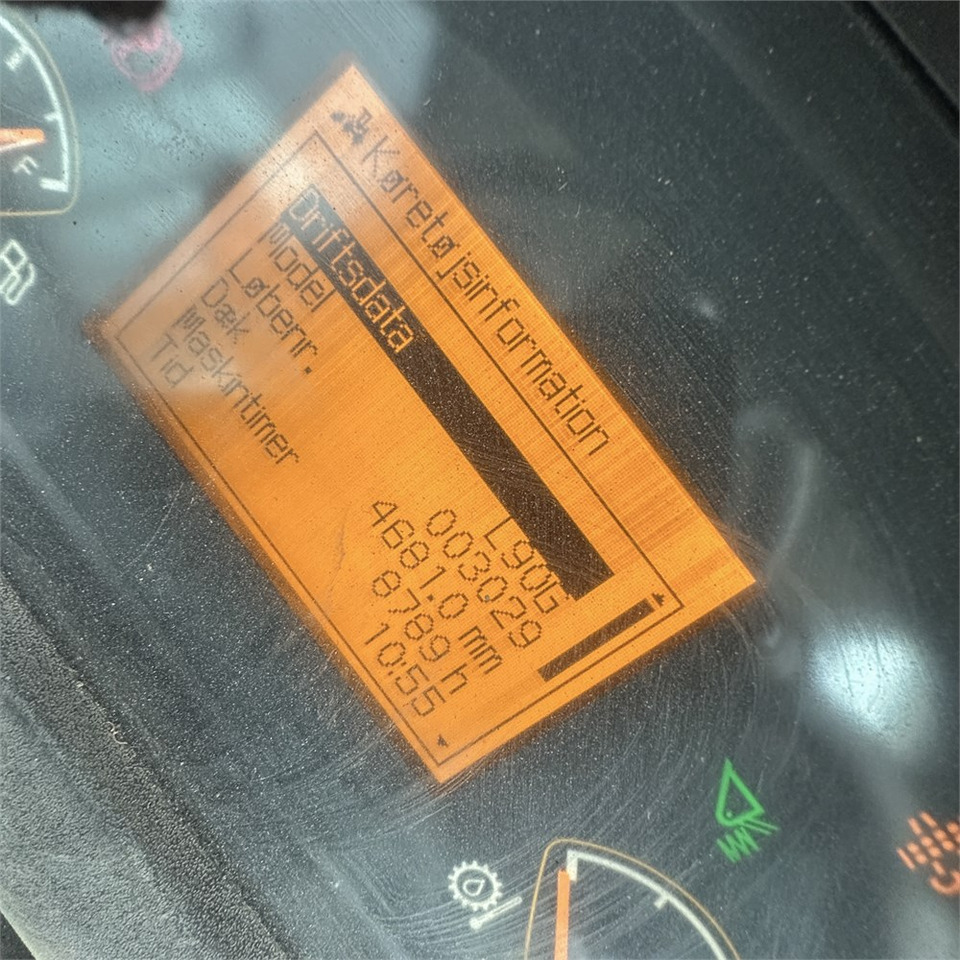 Køretøjsinformation
Driftsdata
Model L90G
Løbenr. 003029
Dæk 4681.0 mm
Maskintimer 8789 h
Tid 10:55
F